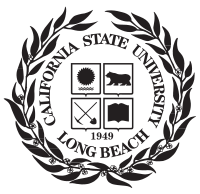 CALIFORNIA STATE UNIVERSITY
1949
LONG BEACH